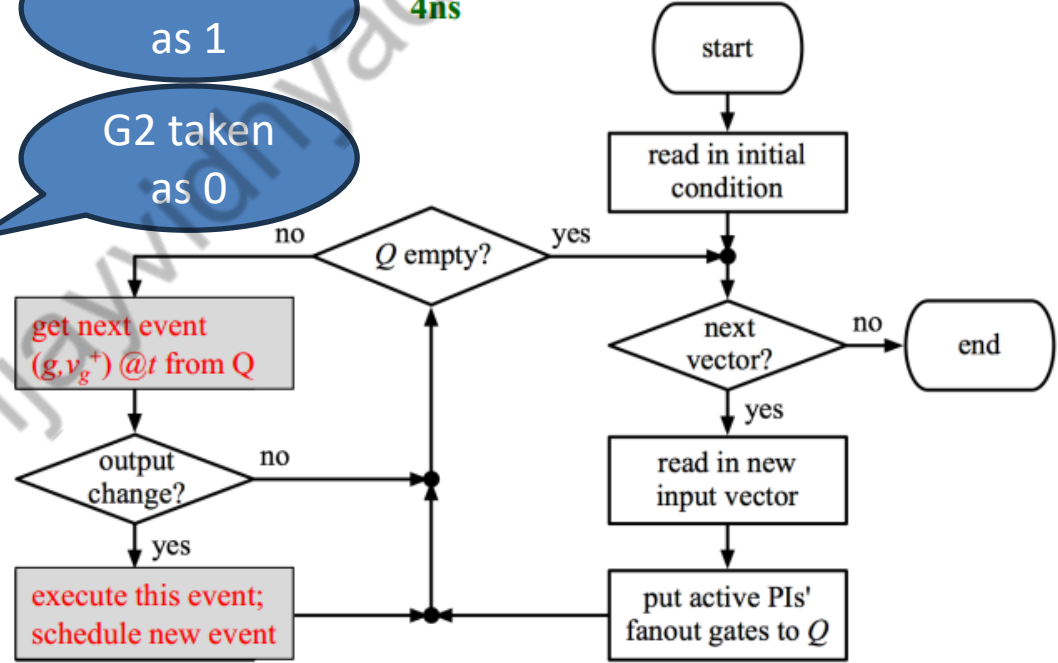 4ns
as 1
G2 taken
as 0
start
read in initial
condition
no
Q empty?
yes
get next event
(g,v_g^+) @t from Q
next
vector?
no
end
yes
output
change?
no
read in new
input vector
yes
execute this event;
schedule new event
put active PIs'
fanout gates to Q